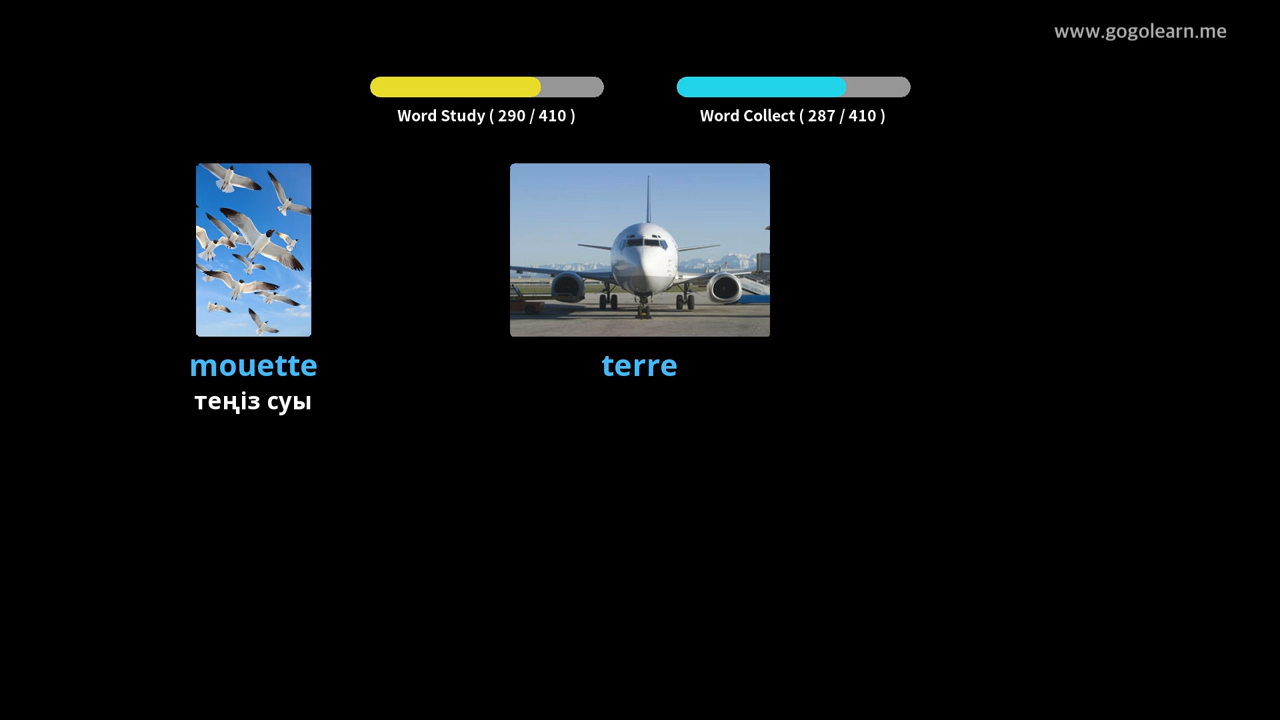 www.gogolearn.me
Word Study ( 290 / 410 )
Word Collect ( 287 / 410 )
mouette
теңіз суы
terre